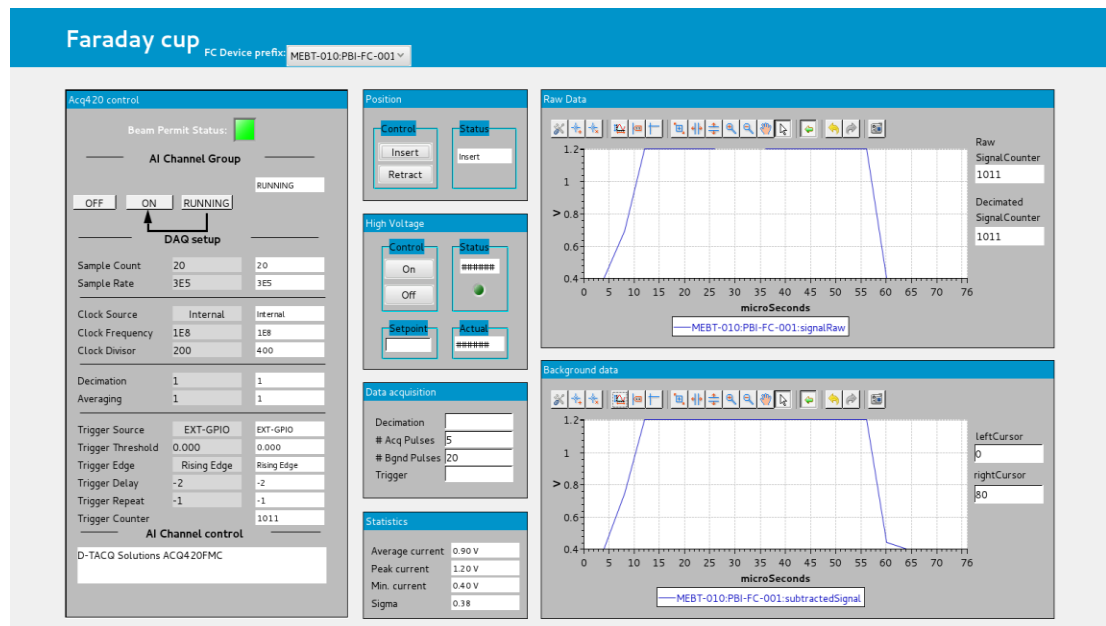 Faraday cup
FC Device prefix: MEBT-010:PBI-FC-001
Acq420 control
Beam Permit Status:
AI Channel Group
RUNNING
OFF ON RUNNING
DAQ setup
Sample Count 20 20
Sample Rate 3E5 3E5
Clock Source Internal Internal
Clock Frequency 1E8 1E8
Clock Divisor 200 400
Decimation 1 1
Averaging 1 1
Trigger Source EXT-GPIO EXT-GPIO
Trigger Threshold 0.000 0.000
Trigger Edge Rising Edge Rising Edge
Trigger Delay -2 -2
Trigger Repeat -1 -1
Trigger Counter 1011
AI Channel control
D-TACQ Solutions ACQ420FMC
Position
Control Status
Insert Insert
Retract
High Voltage
Control Status
On ######
Off
Setpoint Actual
######
Data acquisition
Decimation
# Acq Pulses 5
# Bgnd Pulses 20
Trigger
Statistics
Average current 0.90 V
Peak current 1.20 V
Min. current 0.40 V
Sigma 0.38
Raw Data
1.2
1
0.8
0.6
0.4
V
0 5 10 15 20 25 30 35 40 45 50 55 60 65 70 76
microSeconds
MEBT-010:PBI-FC-001:signalRaw
Raw
SignalCounter
1011
Decimated
SignalCounter
1011
Background data
1.2
1
0.8
0.6
0.4
V
0 5 10 15 20 25 30 35 40 45 50 55 60 65 70 76
microSeconds
MEBT-010:PBI-FC-001:subtractedSignal
leftCursor
0
rightCursor
80